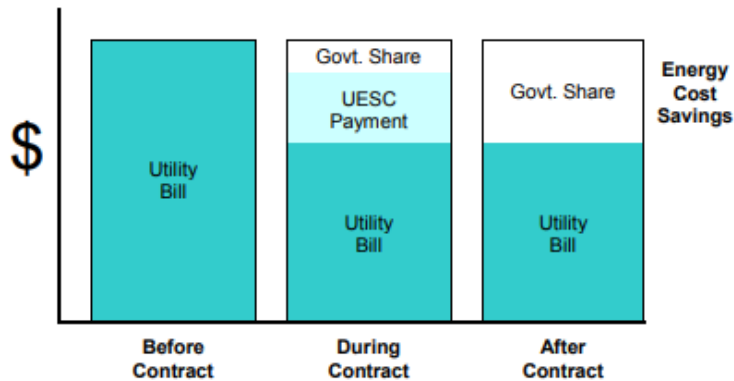 $
Utility
Bill
Govt. Share
UESC
Payment
Utility
Bill
Govt. Share
Utility
Bill
Energy
Cost
Savings
Before
Contract
During
Contract
After
Contract